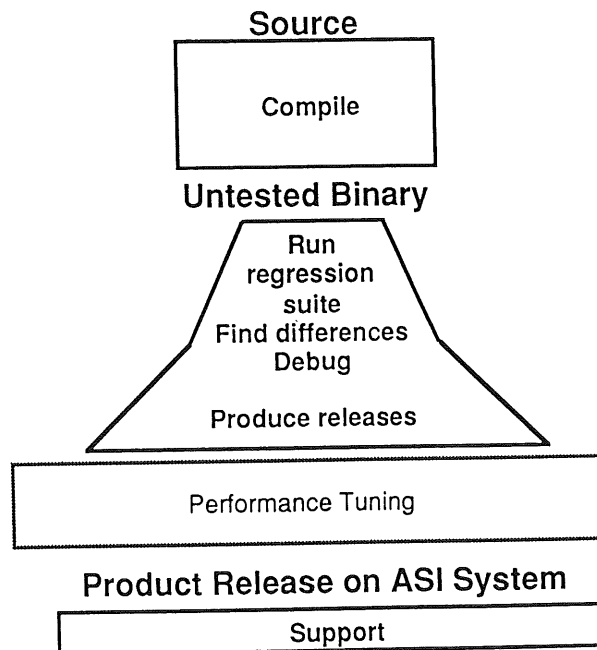 Source
Compile
Untested Binary
Run
regression
suite
Find differences
Debug
Produce releases
Performance Tuning
Product Release on ASI System
Support